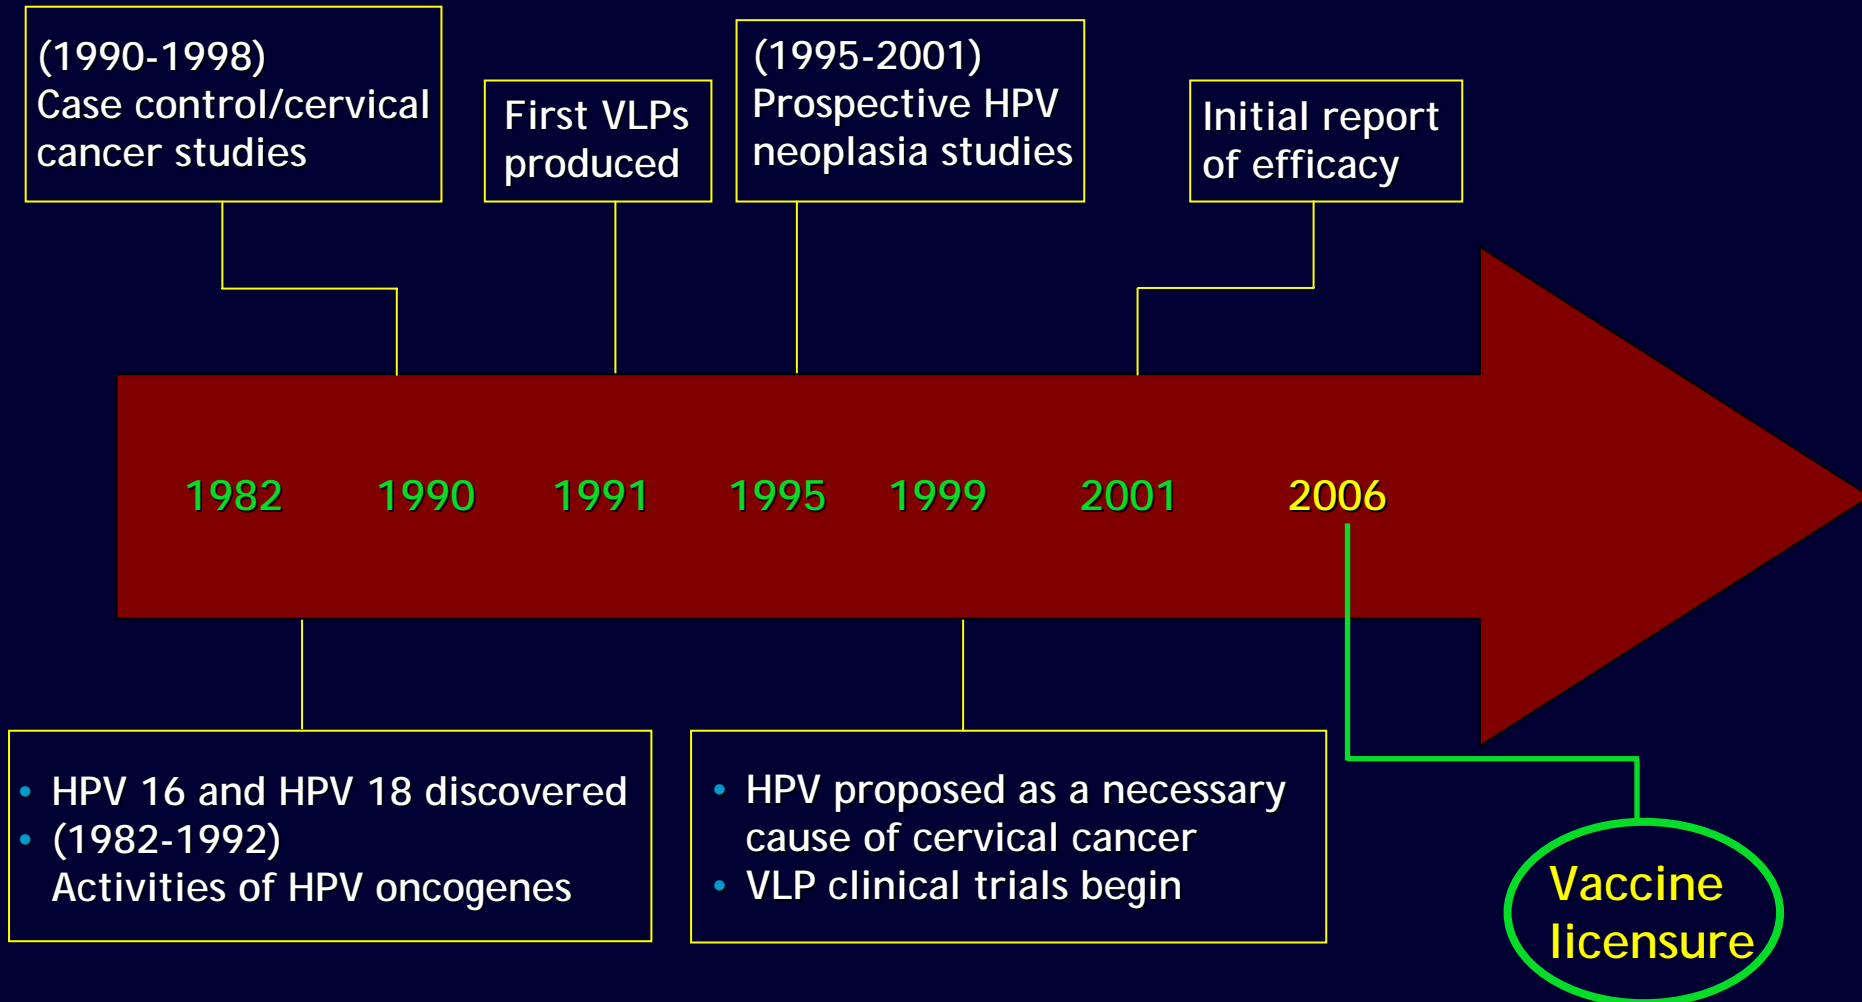 (1990-1998)
Case control/cervical
cancer studies
First VLPs
produced
(1995-2001)
Prospective HPV
neoplasia studies
Initial report
of efficacy
1982 1990 1991 1995 1999 2001 2006
• HPV 16 and HPV 18 discovered
• (1982-1992)
Activities of HPV oncogenes
• HPV proposed as a necessary
cause of cervical cancer
• VLP clinical trials begin
Vaccine
licensure